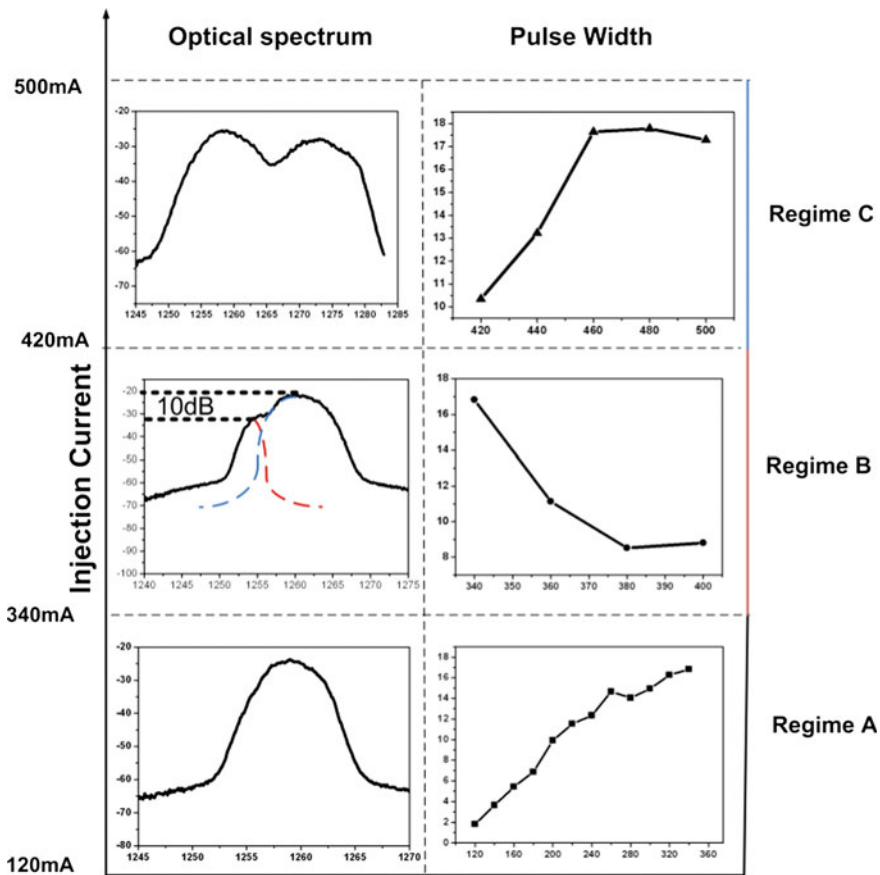 Optical spectrum
Pulse Width
Injection Current
500mA
420mA
340mA
120mA
-20
-30
-40
-50
-60
-70
1245 1250 1255 1260 1265 1270 1275 1280 1285
18
17
16
15
14
13
12
11
10
420 440 460 480 500
Regime C
-20
-30
-40
-50
-60
-70
-80
-90
-100
10dB
1240 1245 1250 1255 1260 1265 1270 1275
18
16
14
12
10
8
340 350 360 370 380 390 400
Regime B
-20
-30
-40
-50
-60
-70
-80
1245 1250 1255 1260 1265 1270
18
16
14
12
10
8
6
4
2
0
120 160 200 240 280 320 360
Regime A